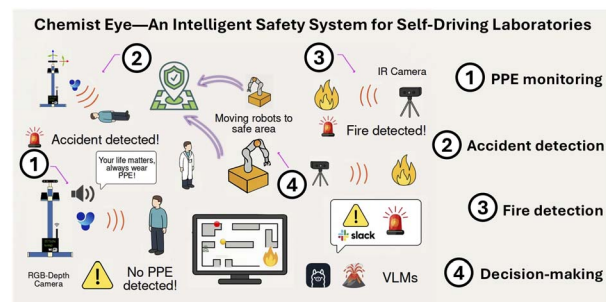 Chemist Eye—An Intelligent Safety System for Self-Driving Laboratories
2
Accident detected!
Moving robots to
safe area
3
IR Camera
Fire detected!
1
Your life matters,
always wear
PPE!
RGB-Depth
Camera
No PPE
detected!
4
slack
VLMs
1 PPE monitoring
2 Accident detection
3 Fire detection
4 Decision-making